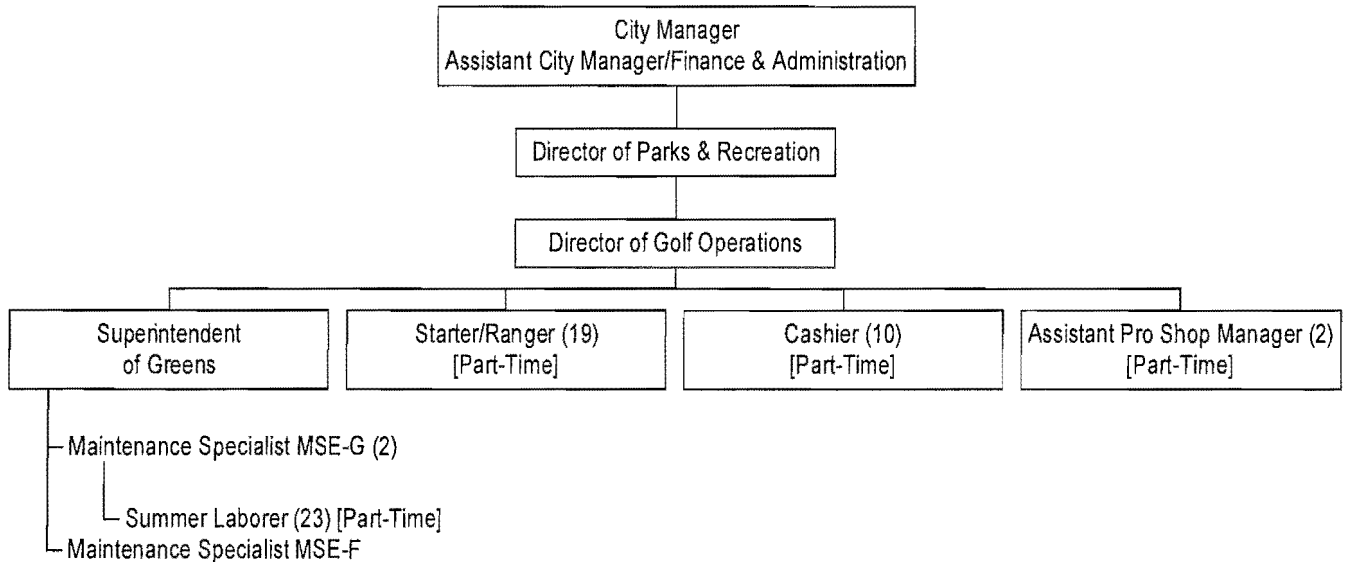 City Manager
Assistant City Manager/Finance & Administration
Director of Parks & Recreation
Director of Golf Operations
Superintendent
of Greens
Starter/Ranger (19)
[Part-Time]
Cashier (10)
[Part-Time]
Assistant Pro Shop Manager (2)
[Part-Time]
Maintenance Specialist MSE-G (2)
Summer Laborer (23) [Part-Time]
Maintenance Specialist MSE-F